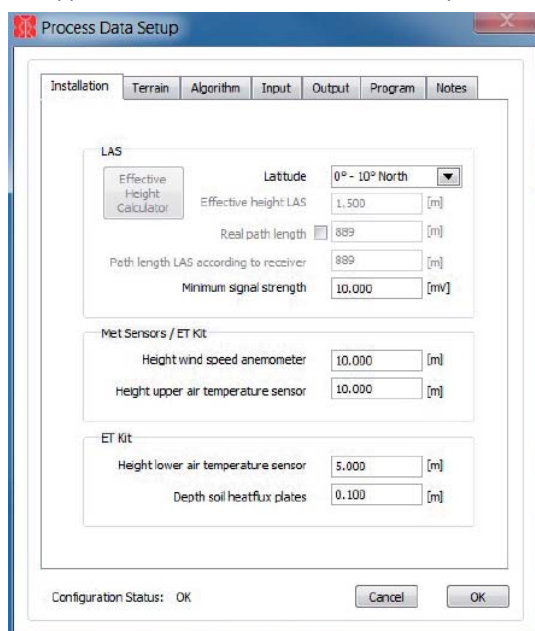 Process Data Setup
Installation Terrain Algorithm Input Output Program Notes
LAS
Effective Height Calculator
Latitude 0° - 10° North
Effective height LAS 1.500 [m]
Real path length 889 [m]
Path length LAS according to receiver 889 [m]
Minimum signal strength 10.000 [mV]
Met Sensors / ET Kit
Height wind speed anemometer 10.000 [m]
Height upper air temperature sensor 10.000 [m]
ET Kit
Height lower air temperature sensor 5.000 [m]
Depth soil heatflux plates 0.100 [m]
Configuration Status: OK Cancel OK